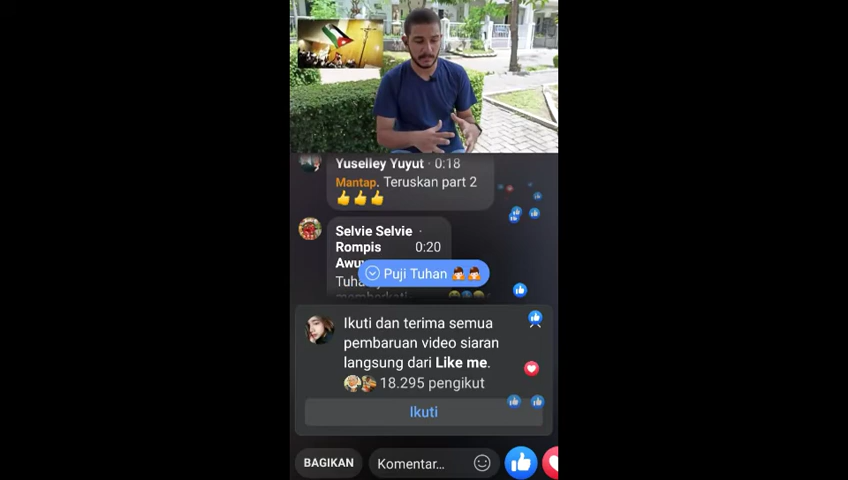 Yuselley Yuyut · 0:18
Mantap. Teruskan part 2
Selvie Selvie ·
Rompis 0:20
Puji Tuhan
Ikuti dan terima semua
pembaruan video siaran
langsung dari Like me.
18.295 pengikut
Ikuti
BAGIKAN
Komentar...